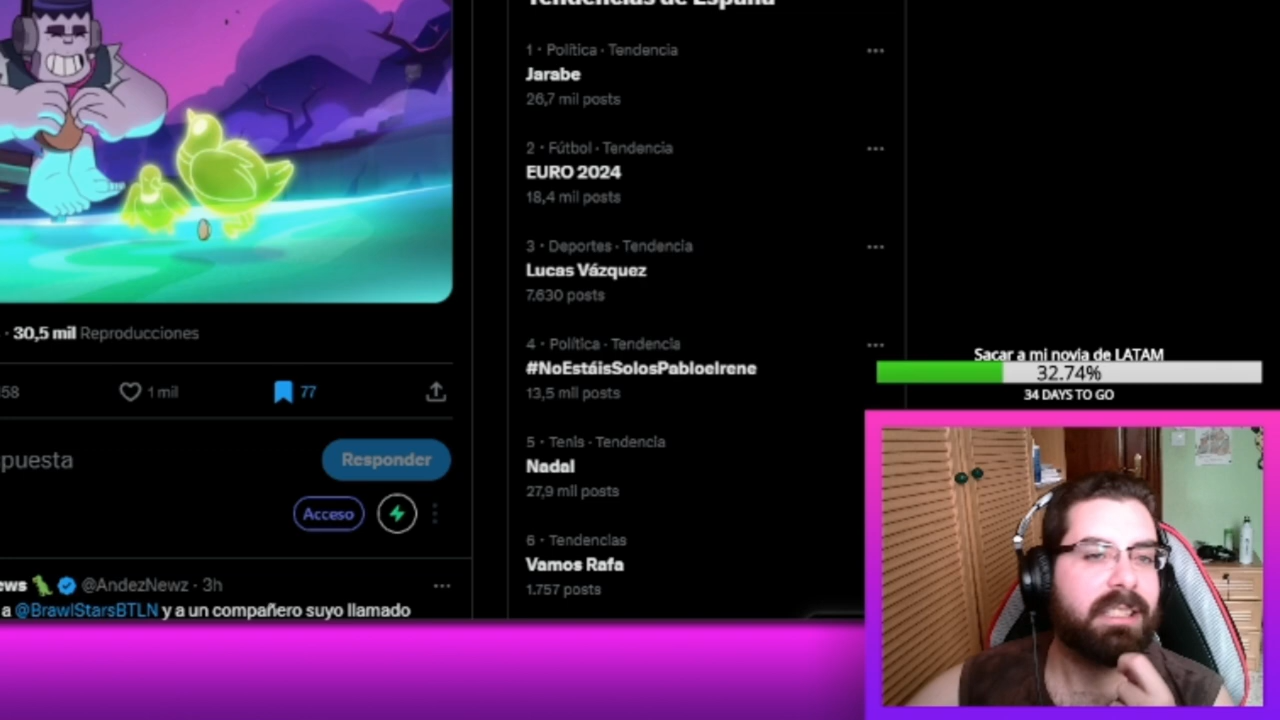 Tendencias de España
1 · Política · Tendencia
Jarabe
26,7 mil posts
2 · Fútbol · Tendencia
EURO 2024
18,4 mil posts
3 · Deportes · Tendencia
Lucas Vázquez
7.630 posts
4 · Política · Tendencia
#NoEstáisSolosPabloeIrene
13,5 mil posts
5 · Tenis · Tendencia
Nadal
27,9 mil posts
6 · Tendencias
Vamos Rafa
1.757 posts
· 30,5 mil Reproducciones
58 1 mil 77
puesta
Responder
Acceso
ews @AndezNewz · 3h
a @BrawlStarsBTLN y a un compañero suyo llamado
Sacar a mi novia de LATAM
32.74%
34 DAYS TO GO